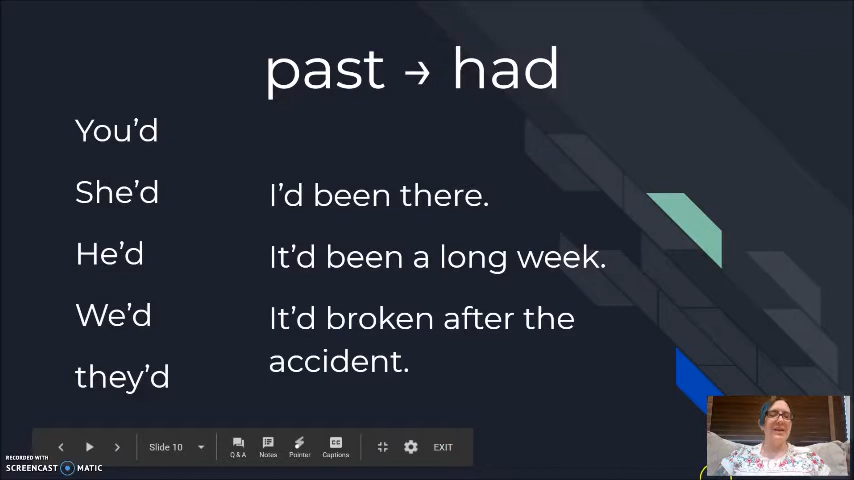 past → had
You'd
She'd
He'd
We'd
they'd
I'd been there.
It'd been a long week.
It'd broken after the
accident.
Slide 10
Q & A
Notes
Pointer
CC
Captions
EXIT
RECORDED WITH
SCREENCAST MATIC